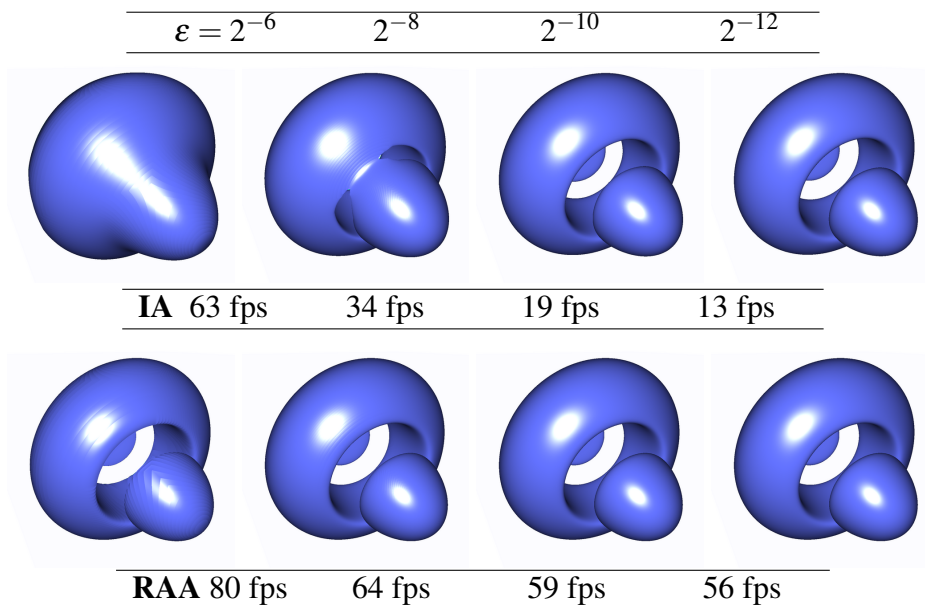 ε = 2⁻⁶ 2⁻⁸ 2⁻¹⁰ 2⁻¹²
IA 63 fps 34 fps 19 fps 13 fps
RAA 80 fps 64 fps 59 fps 56 fps